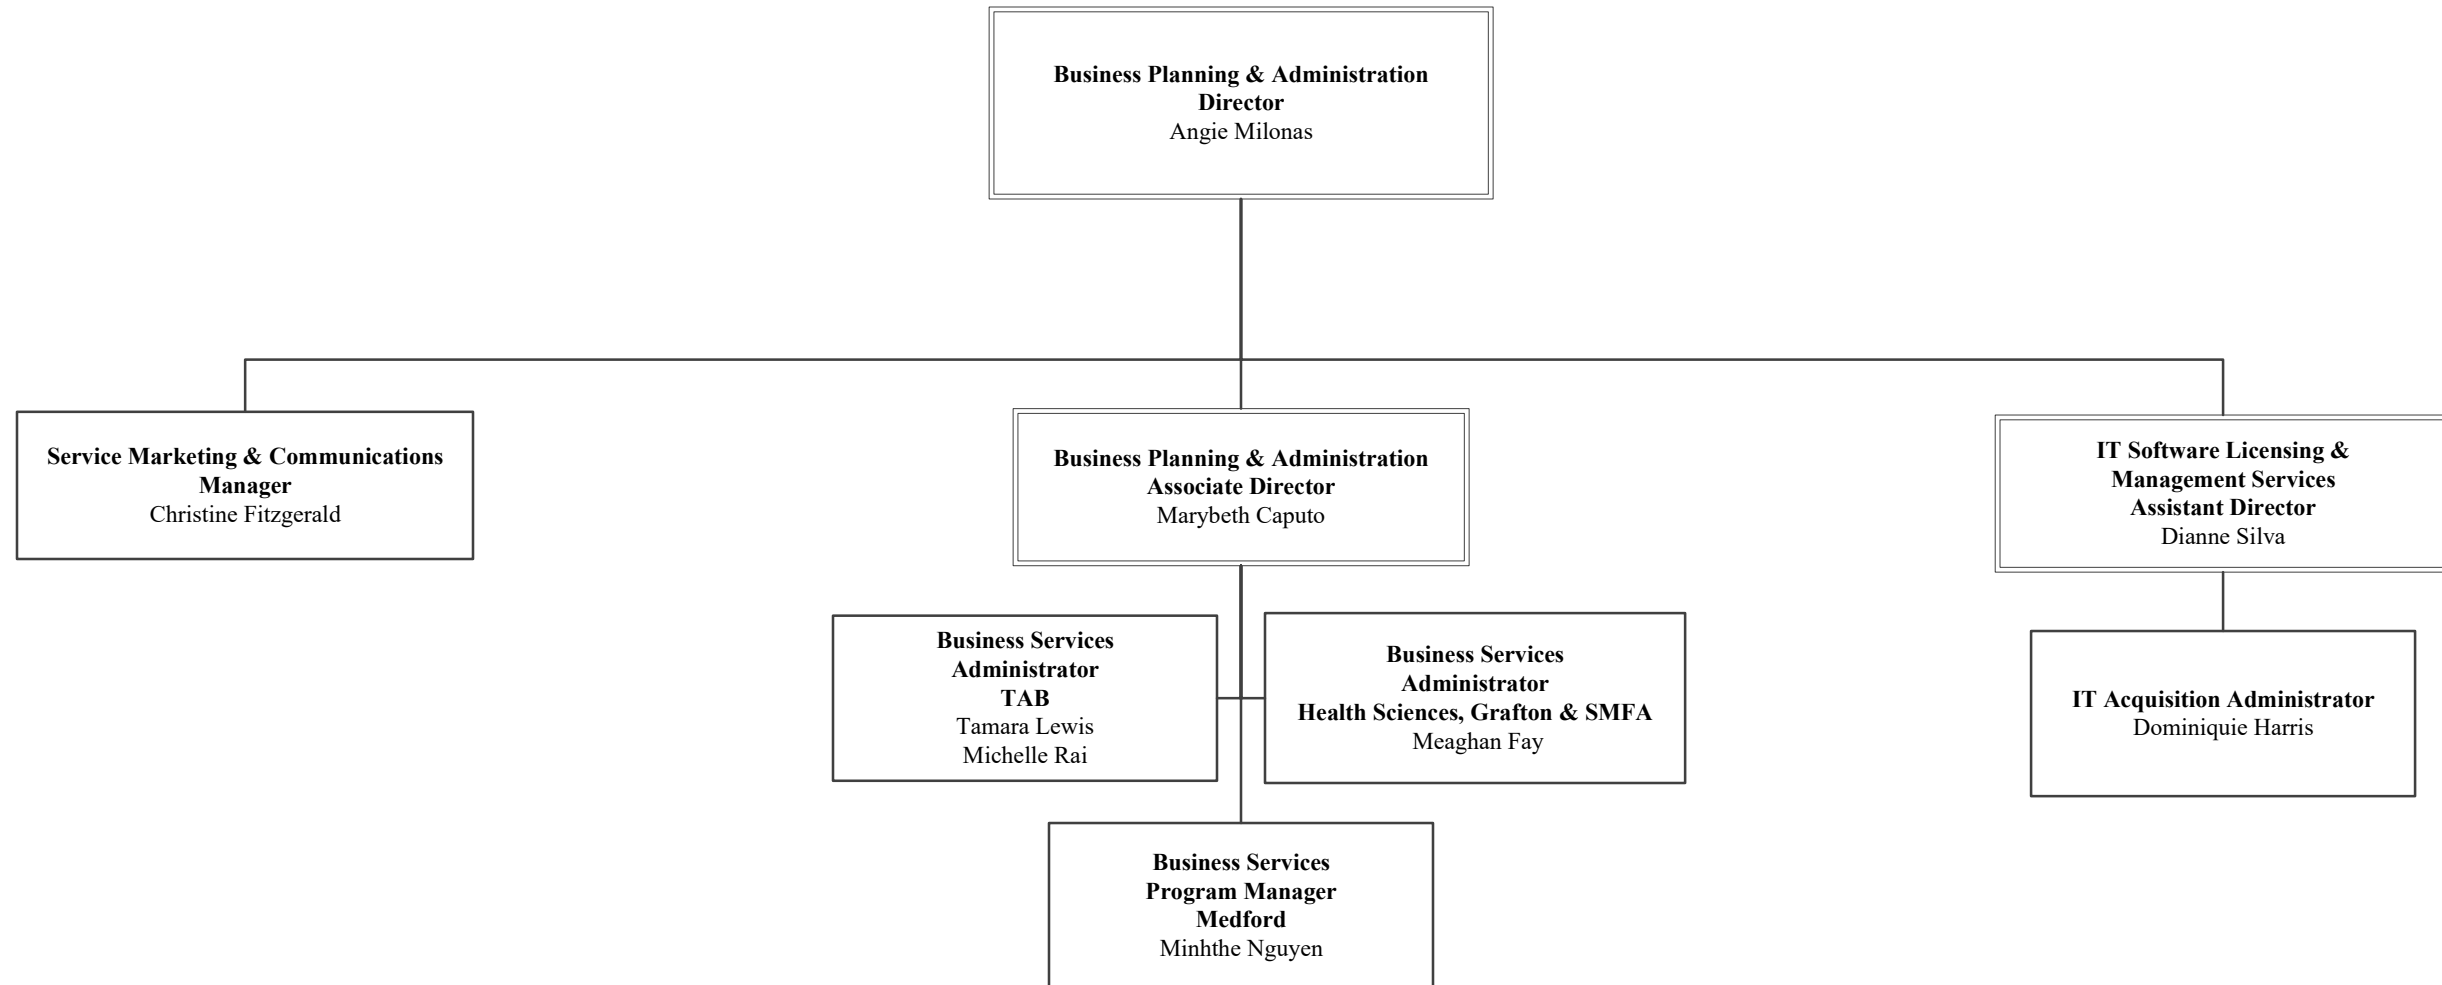 Business Planning & Administration
Director
Angie Milonas
Service Marketing & Communications
Manager
Christine Fitzgerald
Business Planning & Administration
Associate Director
Marybeth Caputo
IT Software Licensing &
Management Services
Assistant Director
Dianne Silva
Business Services
Administrator
TAB
Tamara Lewis
Michelle Rai
Business Services
Administrator
Health Sciences, Grafton & SMFA
Meaghan Fay
IT Acquisition Administrator
Dominiquie Harris
Business Services
Program Manager
Medford
Minhthe Nguyen